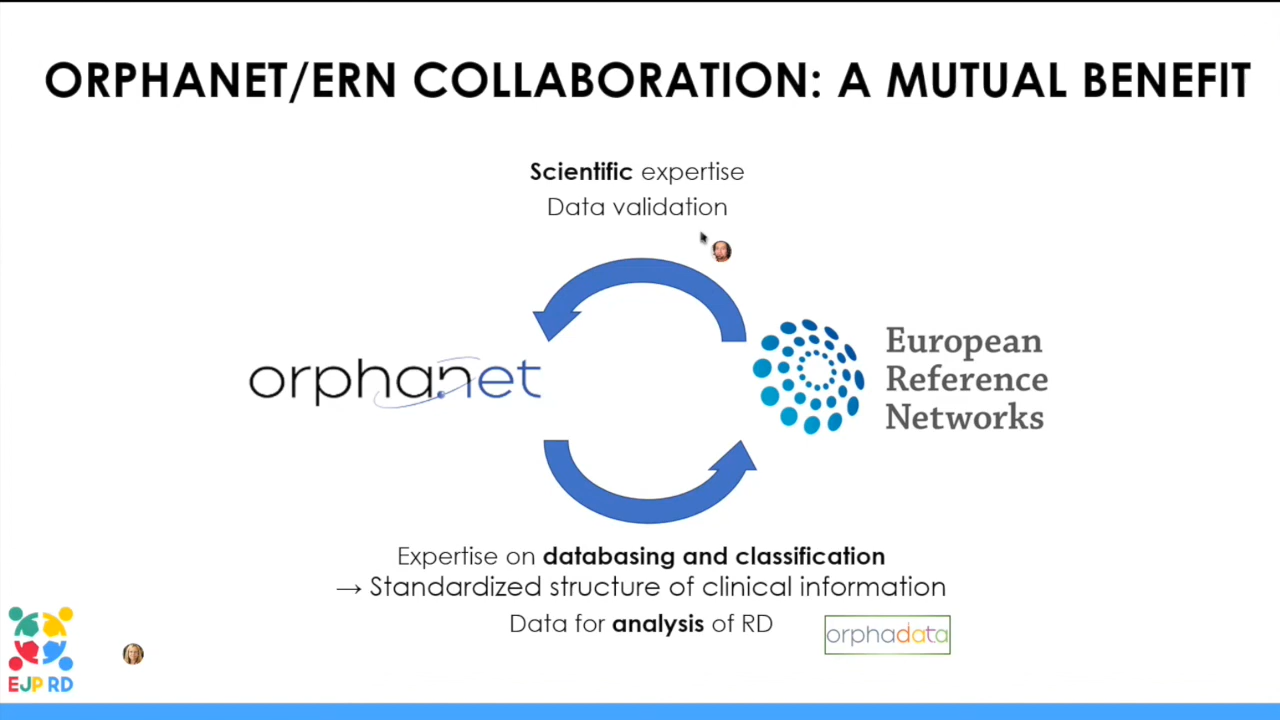 ORPHANET/ERN COLLABORATION: A MUTUAL BENEFIT
Scientific expertise
Data validation
orphanet
European
Reference
Networks
Expertise on databasing and classification
→ Standardized structure of clinical information
Data for analysis of RD
orphadata
EJP RD